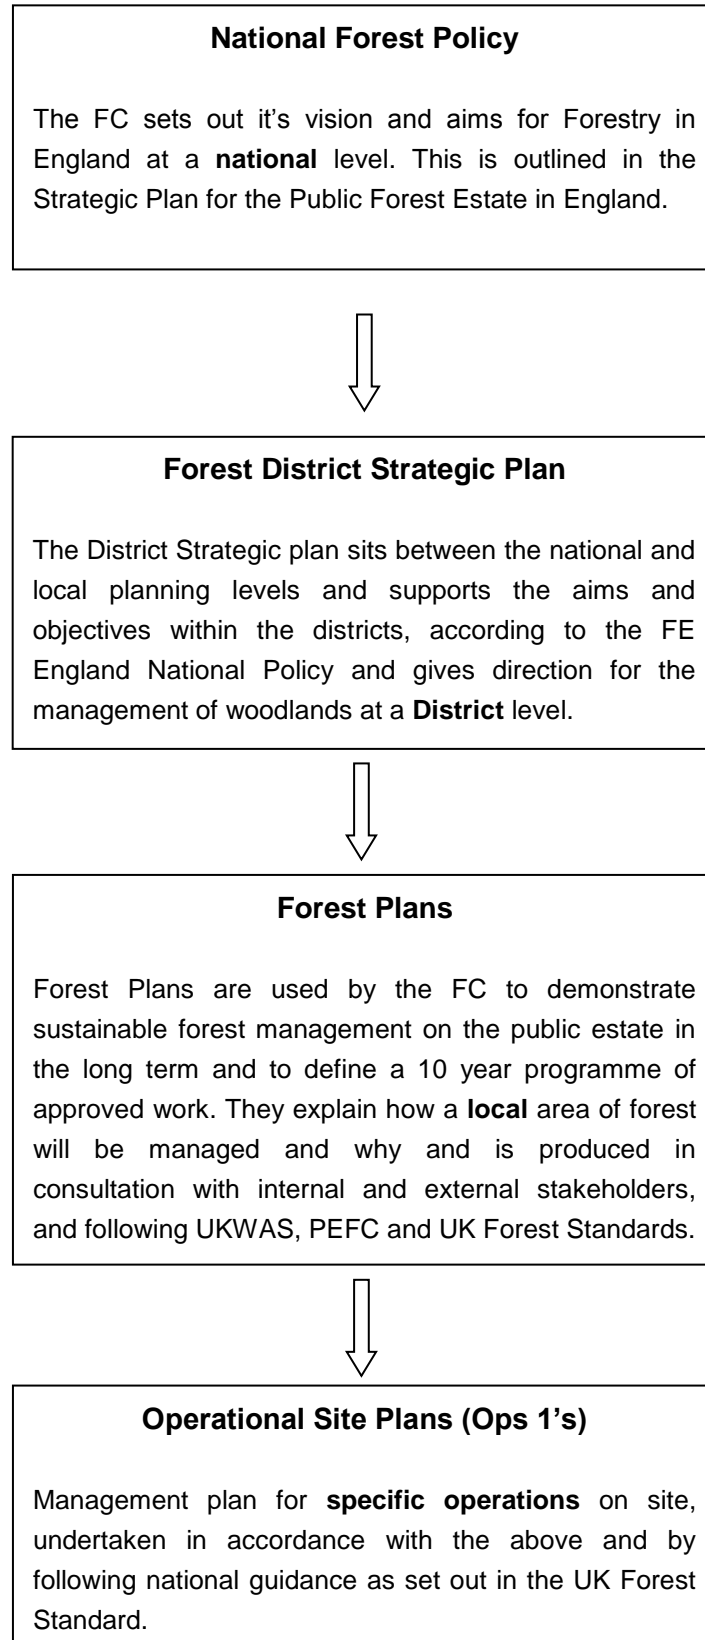 National Forest Policy
The FC sets out it's vision and aims for Forestry in
England at a national level. This is outlined in the
Strategic Plan for the Public Forest Estate in England.
Forest District Strategic Plan
The District Strategic plan sits between the national and
local planning levels and supports the aims and
objectives within the districts, according to the FE
England National Policy and gives direction for the
management of woodlands at a District level.
Forest Plans
Forest Plans are used by the FC to demonstrate
sustainable forest management on the public estate in
the long term and to define a 10 year programme of
approved work. They explain how a local area of forest
will be managed and why and is produced in
consultation with internal and external stakeholders,
and following UKWAS, PEFC and UK Forest Standards.
Operational Site Plans (Ops 1's)
Management plan for specific operations on site,
undertaken in accordance with the above and by
following national guidance as set out in the UK Forest
Standard.